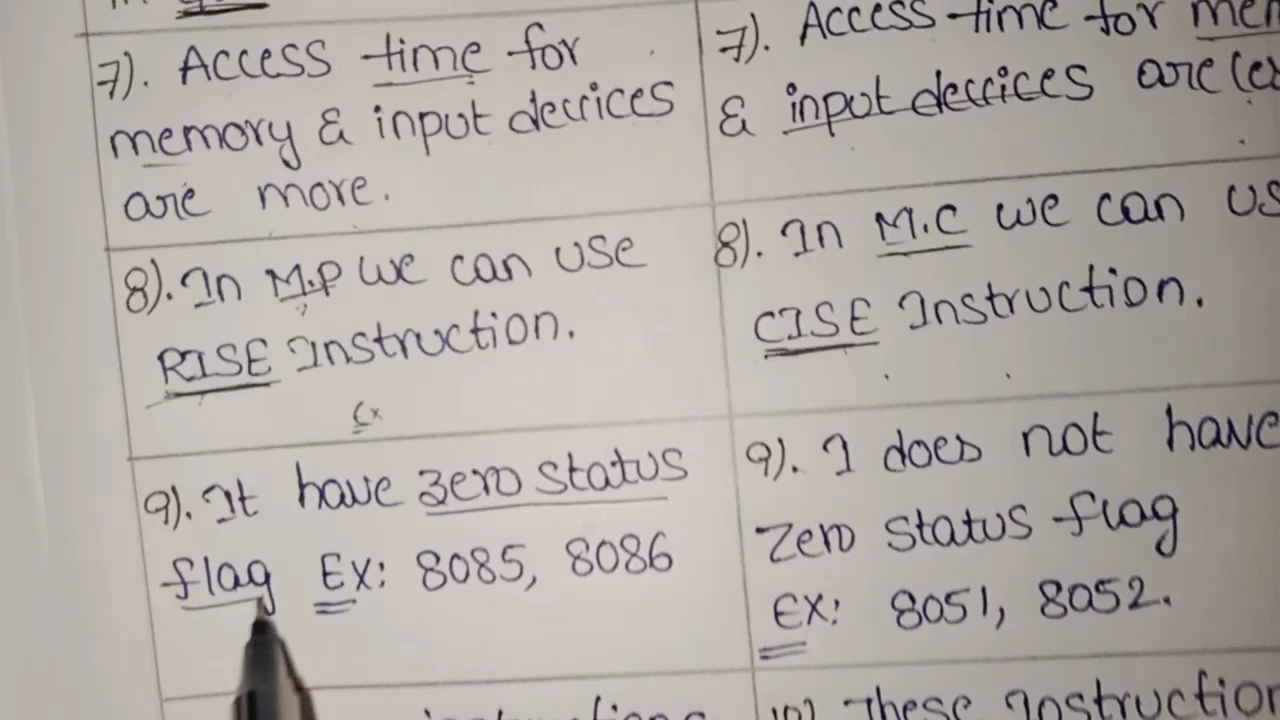 7). Access time for
memory & input devices
are more.
7). Access time for
& input devices are
8). In M.P we can use
RISE Instruction.
Ex
8). In M.C we can
CISE Instruction.
9). It have zero status
flag Ex: 8085, 8086
9). I does not have
Zero status flag
Ex: 8051, 8052.
10) These Instruction